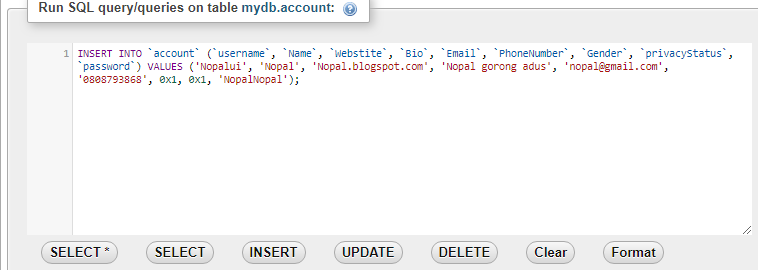 Run SQL query/queries on table mydb.account:
1 INSERT INTO `account` (`username`, `Name`, `Webstite`, `Bio`, `Email`, `PhoneNumber`, `Gender`, `privacyStatus`,
`password`) VALUES ('Nopalui', 'Nopal', 'Nopal.blogspot.com', 'Nopal gorong adus', 'nopal@gmail.com',
'0808793868', 0x1, 0x1, 'NopalNopal');
SELECT * SELECT INSERT UPDATE DELETE Clear Format